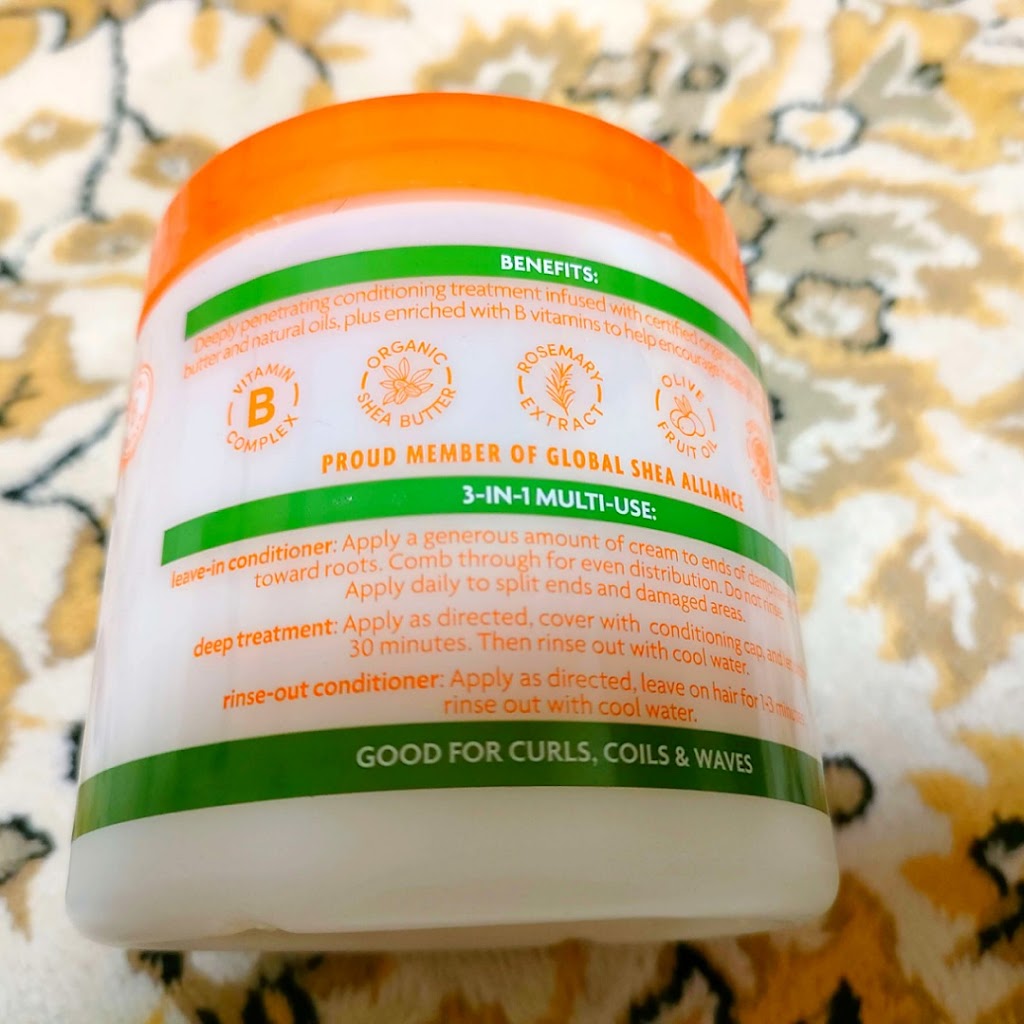 BENEFITS:
Deeply penetrating conditioning treatment infused with certified organic
butter and natural oils, plus enriched with B vitamins to help encourage
VITAMIN B COMPLEX
ORGANIC SHEA BUTTER
ROSEMARY EXTRACT
OLIVE FRUIT OIL
PROUD MEMBER OF GLOBAL SHEA ALLIANCE
3-IN-1 MULTI-USE:
leave-in conditioner: Apply a generous amount of cream to ends of damp
toward roots. Comb through for even distribution. Do not rinse.
Apply daily to split ends and damaged areas.
deep treatment: Apply as directed, cover with conditioning cap, and
30 minutes. Then rinse out with cool water.
rinse-out conditioner: Apply as directed, leave on hair for 1-3 minutes
rinse out with cool water.
GOOD FOR CURLS, COILS & WAVES